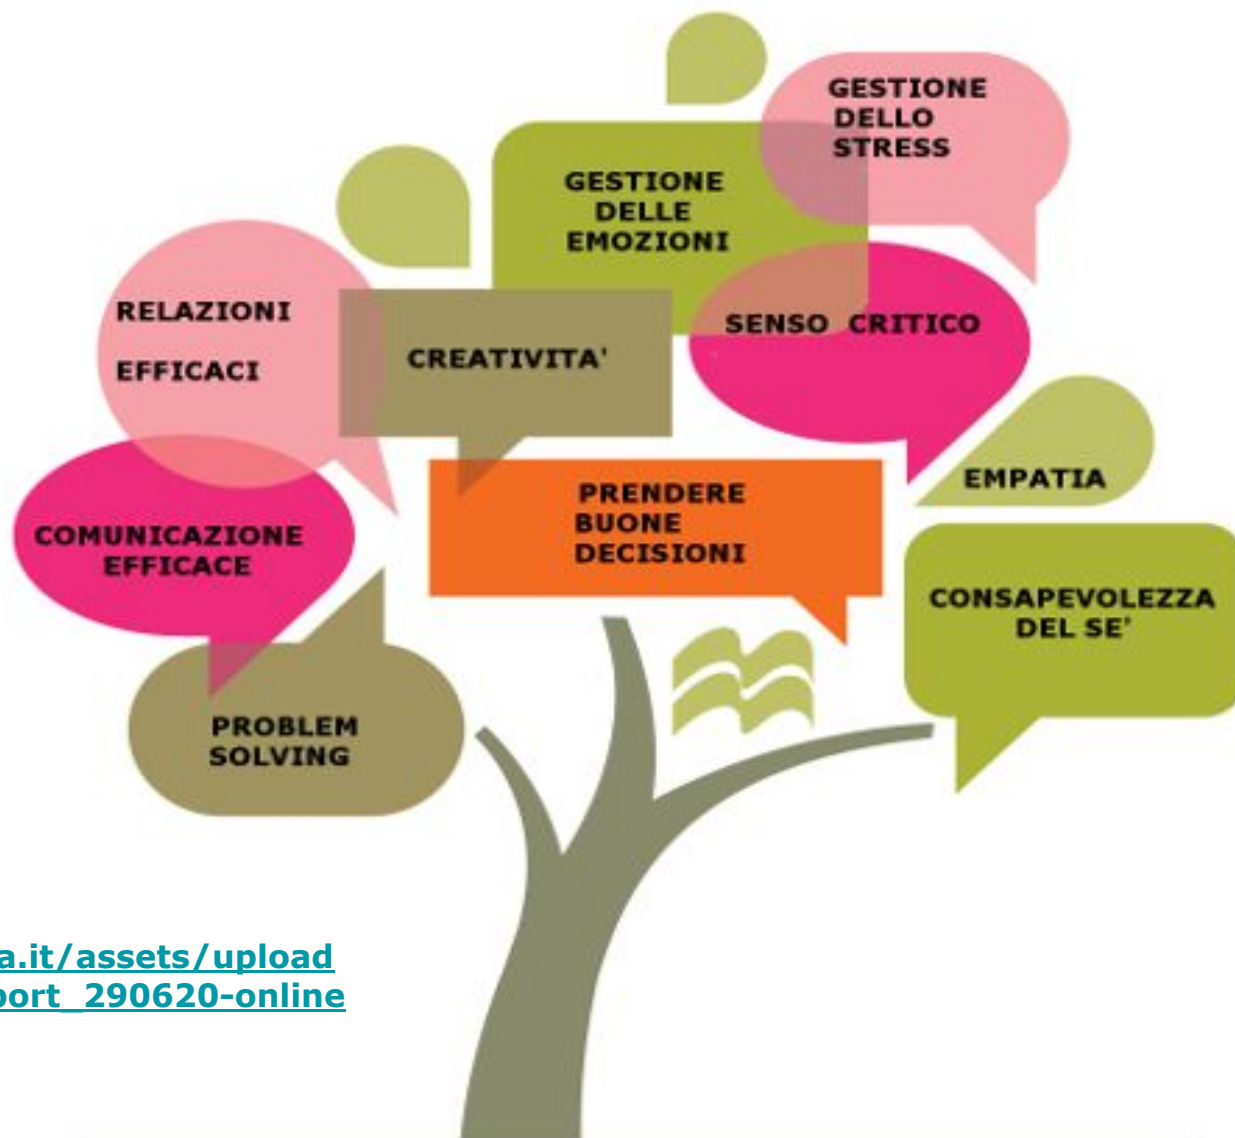 GESTIONE
DELLO
STRESS
GESTIONE
DELLE
EMOZIONI
RELAZIONI
EFFICACI
CREATIVITA'
SENSO CRITICO
EMPATIA
PRENDERE
BUONE
DECISIONI
COMUNICAZIONE
EFFICACE
CONSAPEVOLEZZA
DEL SE'
PROBLEM
SOLVING
a.it/assets/upload
port_290620-online